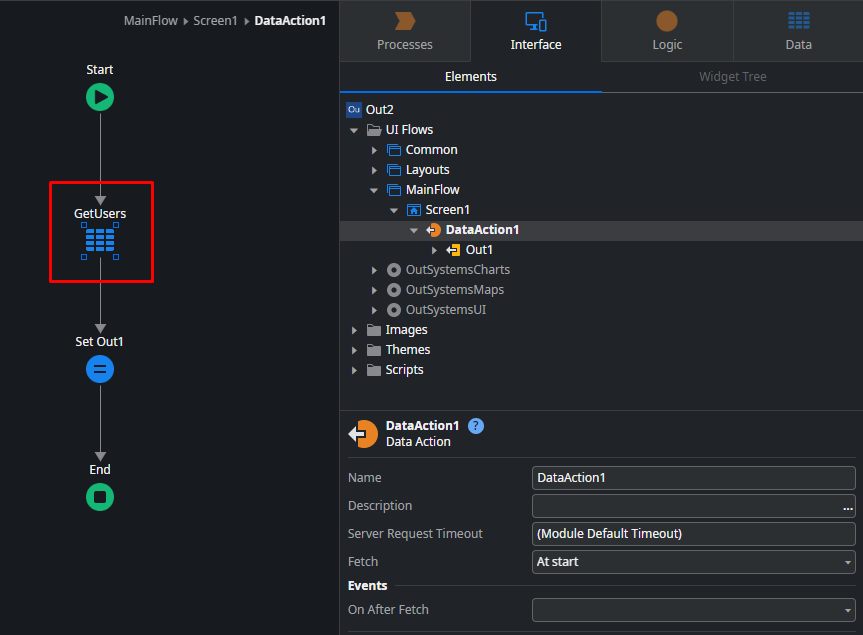 MainFlow ▸ Screen1 ▸ DataAction1
Start
GetUsers
Set Out1
End
Processes
Interface
Logic
Data
Elements
Widget Tree
Ou Out2
UI Flows
Common
Layouts
MainFlow
Screen1
DataAction1
Out1
OutSystemsCharts
OutSystemsMaps
OutSystemsUI
Images
Themes
Scripts
DataAction1 ?
Data Action
Name DataAction1
Description ...
Server Request Timeout (Module Default Timeout)
Fetch At start
Events
On After Fetch